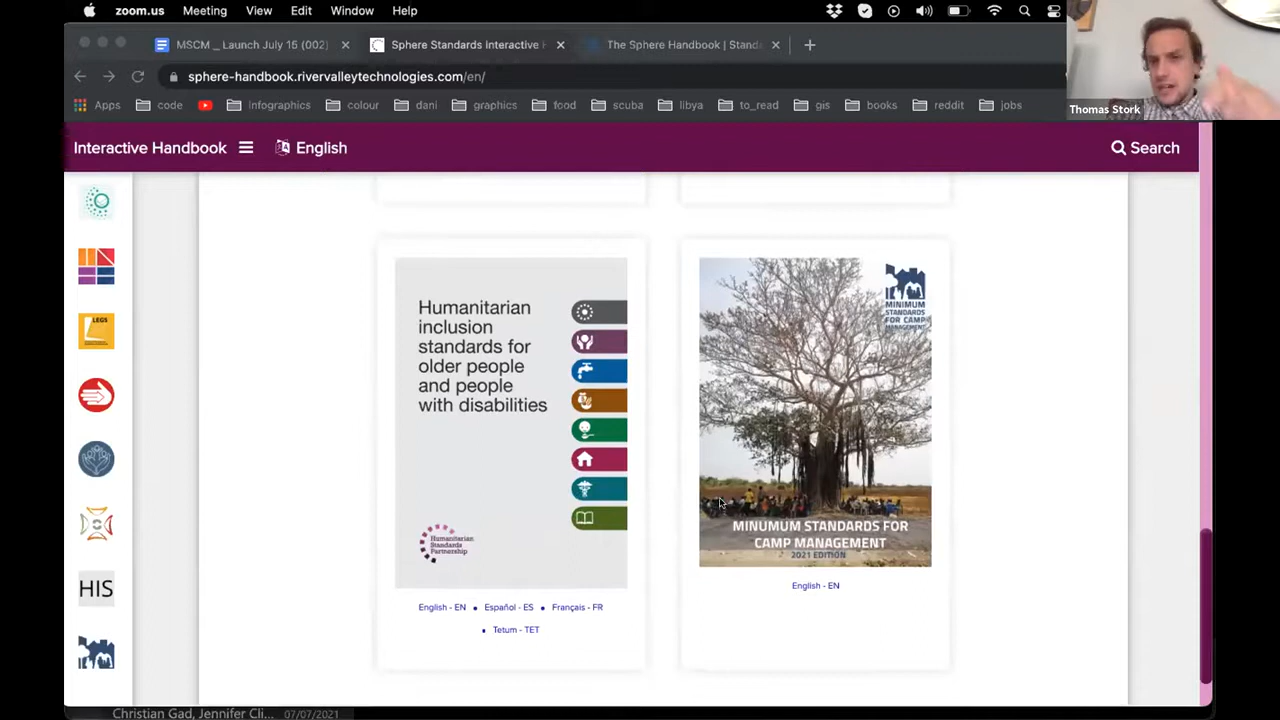 zoom.us Meeting View Edit Window Help
MSCM _ Launch July 15 (002)
Sphere Standards Interactive H
The Sphere Handbook | Stand
sphere-handbook.rivervalleytechnologies.com/en/
Apps code Infographics colour dani graphics food scuba libya to_read gis books reddit jobs
Thomas Stork
Interactive Handbook English Search
LEGS
HIS
Humanitarian
inclusion
standards for
older people
and people
with disabilities
Humanitarian
Standards
Partnership
English - EN • Español - ES • Français - FR
• Tetum - TET
MINIMUM
STANDARDS
FOR CAMP
MANAGEMENT
MINUMUM STANDARDS FOR
CAMP MANAGEMENT
2021 EDITION
English - EN
Christian Gad, Jennifer Cli... 07/07/2021